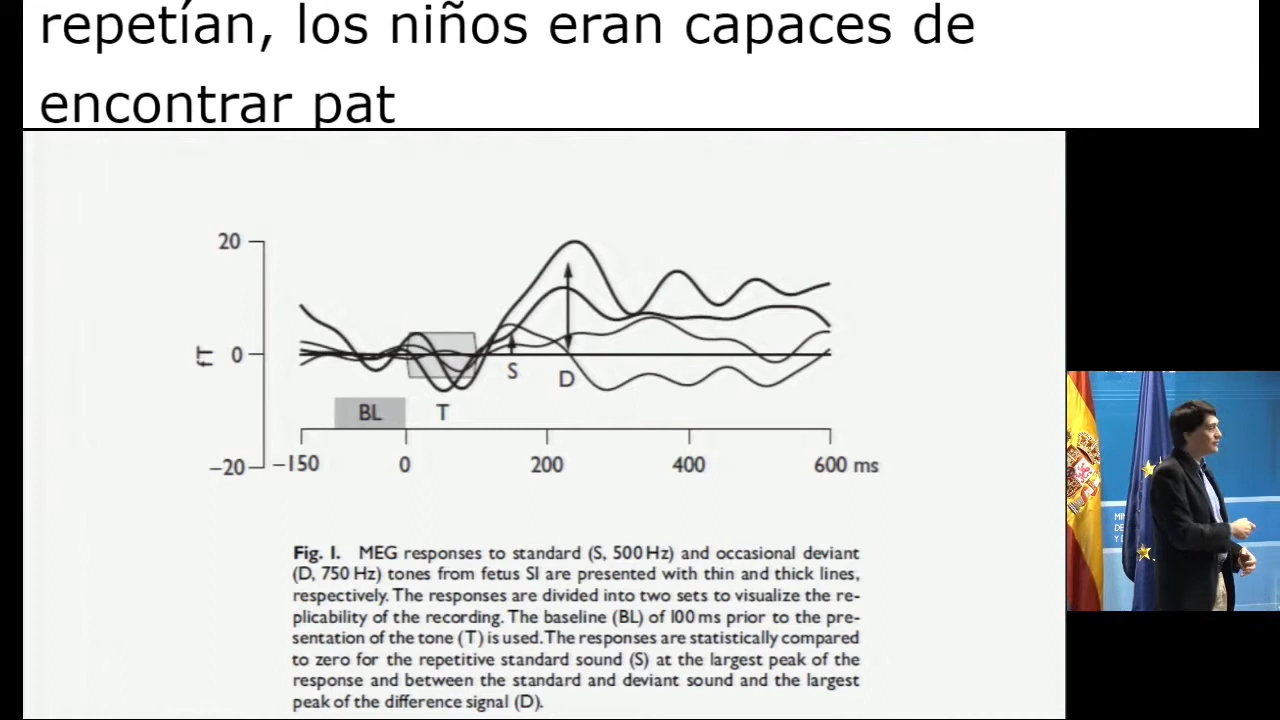 repetían, los niños eran capaces de
encontrar pat
20
fT
0
S
D
BL
T
−20
−150
0
200
400
600 ms
Fig. 1. MEG responses to standard (S, 500 Hz) and occasional deviant
(D, 750 Hz) tones from fetus S1 are presented with thin and thick lines,
respectively. The responses are divided into two sets to visualize the re-
plicability of the recording. The baseline (BL) of 100 ms prior to the pre-
sentation of the tone (T) is used. The responses are statistically compared
to zero for the repetitive standard sound (S) at the largest peak of the
response and between the standard and deviant sound and the largest
peak of the difference signal (D).
MIN
DE
Y D